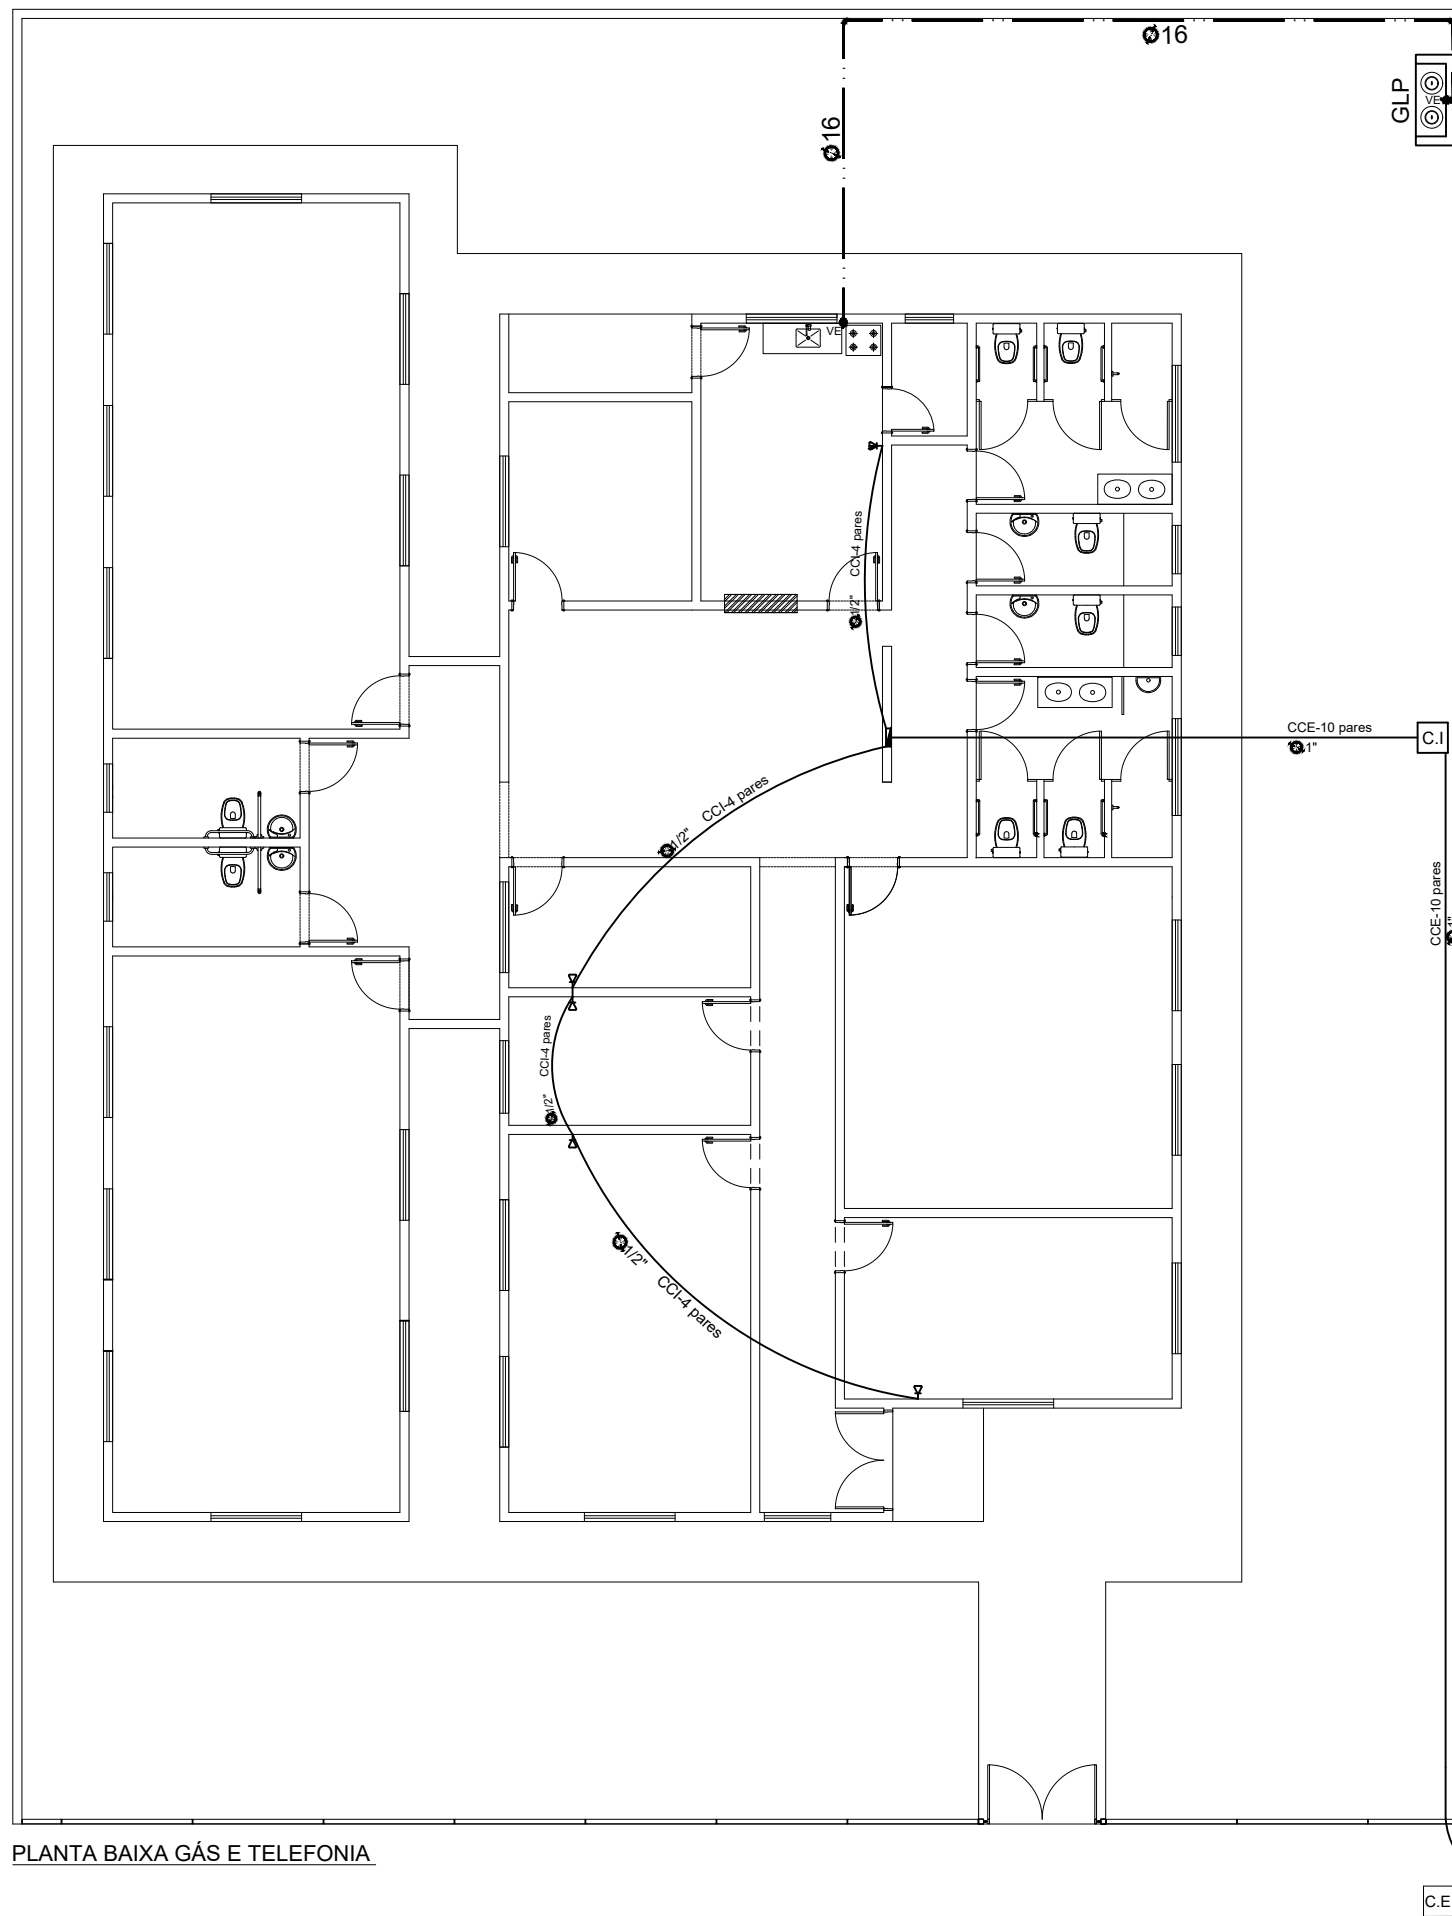 Ø16
GLP
VE
Ø16
VE
CCI-4 pares
Ø1/2"
CCE-10 pares
Ø1"
C.I
CCI-4 pares
Ø1/2"
CCE-10 pares
Ø1"
CCI-4 pares
Ø1/2"
Ø1/2"
CCI-4 pares
PLANTA BAIXA GÁS E TELEFONIA
C.E